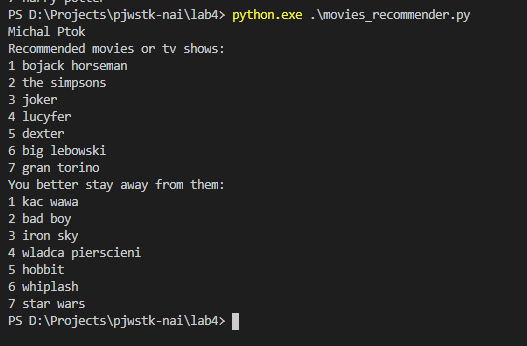 PS D:\Projects\pjwstk-nai\lab4> python.exe .\movies_recommender.py
Michal Ptok
Recommended movies or tv shows:
1 bojack horseman
2 the simpsons
3 joker
4 lucyfer
5 dexter
6 big lebowski
7 gran torino
You better stay away from them:
1 kac wawa
2 bad boy
3 iron sky
4 wladca pierscieni
5 hobbit
6 whiplash
7 star wars
PS D:\Projects\pjwstk-nai\lab4>